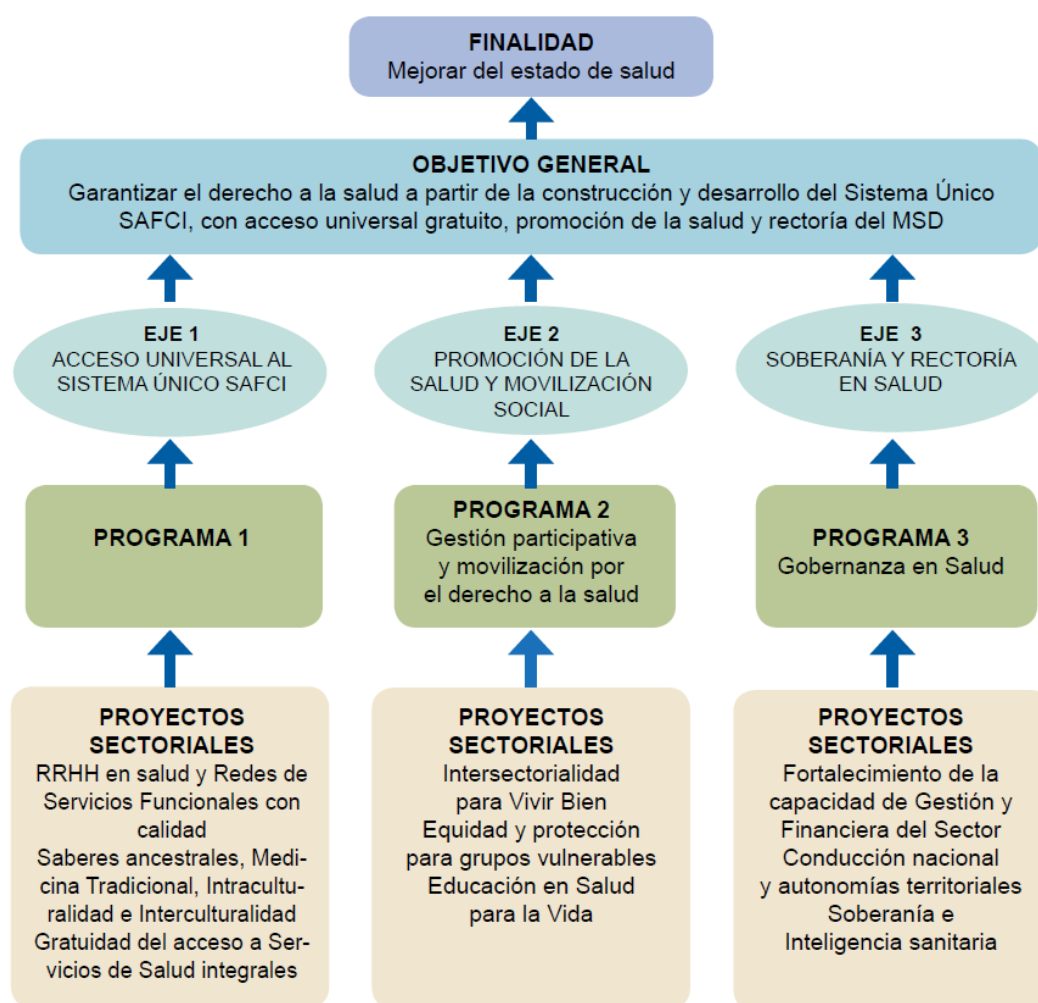 FINALIDAD
Mejorar del estado de salud
OBJETIVO GENERAL
Garantizar el derecho a la salud a partir de la construcción y desarrollo del Sistema Único
SAFCI, con acceso universal gratuito, promoción de la salud y rectoría del MSD
EJE 1
ACCESO UNIVERSAL AL
SISTEMA ÚNICO SAFCI
EJE 2
PROMOCIÓN DE LA
SALUD Y MOVILIZACIÓN
SOCIAL
EJE 3
SOBERANÍA Y RECTORÍA
EN SALUD
PROGRAMA 1
PROGRAMA 2
Gestión participativa
y movilización por
el derecho a la salud
PROGRAMA 3
Gobernanza en Salud
PROYECTOS
SECTORIALES
RRHH en salud y Redes de
Servicios Funcionales con
calidad
Saberes ancestrales, Medi-
cina Tradicional, Intracultu-
ralidad e Interculturalidad
Gratuidad del acceso a Ser-
vicios de Salud integrales
PROYECTOS
SECTORIALES
Intersectorialidad
para Vivir Bien
Equidad y protección
para grupos vulnerables
Educación en Salud
para la Vida
PROYECTOS
SECTORIALES
Fortalecimiento de la
capacidad de Gestión y
Financiera del Sector
Conducción nacional
y autonomías territoriales
Soberanía e
Inteligencia sanitaria